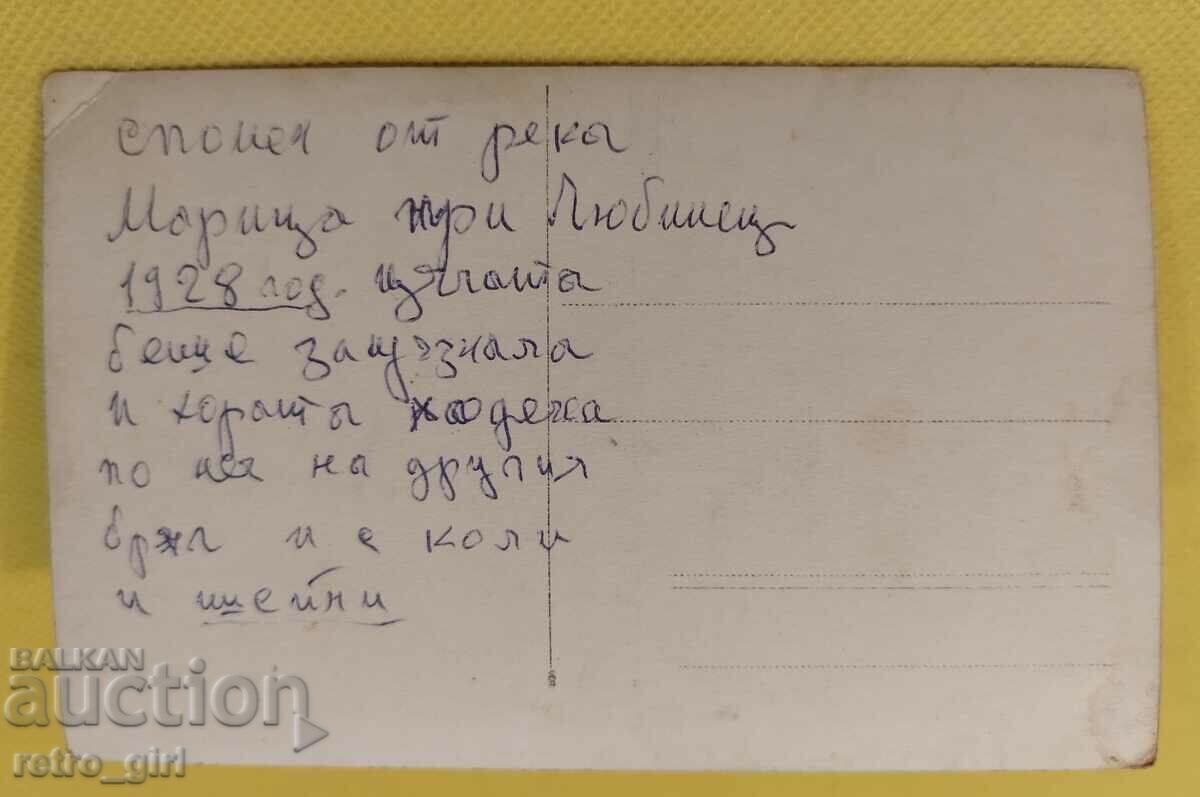 спомен от река
Марица при Любимец
1928 год. цялата
беше замръзнала
и хората ходеха
по нея на другия
бряг и с коли
и шейни
BALKAN
auction
retro_girl